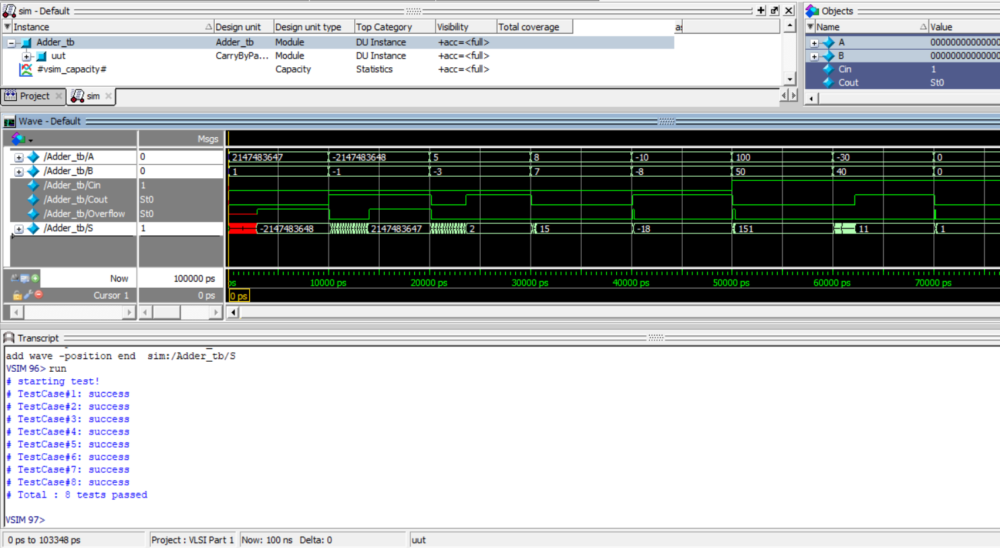 sim - Default
Instance Design unit Design unit type Top Category Visibility Total coverage
Adder_tb Adder_tb Module DU Instance +acc=<full>
uut CarryByPa... Module DU Instance +acc=<full>
#vsim_capacity# Capacity Statistics +acc=<full>
Project sim
Objects
Name Value
A 0000000000000
B 0000000000000
Cin 1
Cout St0
Wave - Default
Msgs
/Adder_tb/A 0 2147483647 -2147483648 5 8 -10 100 -30 0
/Adder_tb/B 0 1 -1 -3 7 -8 50 40 0
/Adder_tb/Cin 1
/Adder_tb/Cout St0
/Adder_tb/Overflow St0
/Adder_tb/S 1 -2147483648 2147483647 2 15 -18 151 11 1
Now 100000 ps ps 10000 ps 20000 ps 30000 ps 40000 ps 50000 ps 60000 ps 70000 ps
Cursor 1 0 ps 0 ps
Transcript
add wave -position end sim:/Adder_tb/S
VSIM 96> run
# starting test!
# TestCase#1: success
# TestCase#2: success
# TestCase#3: success
# TestCase#4: success
# TestCase#5: success
# TestCase#6: success
# TestCase#7: success
# TestCase#8: success
# Total : 8 tests passed
VSIM 97>
0 ps to 103348 ps Project : VLSI Part 1 Now: 100 ns Delta: 0 uut